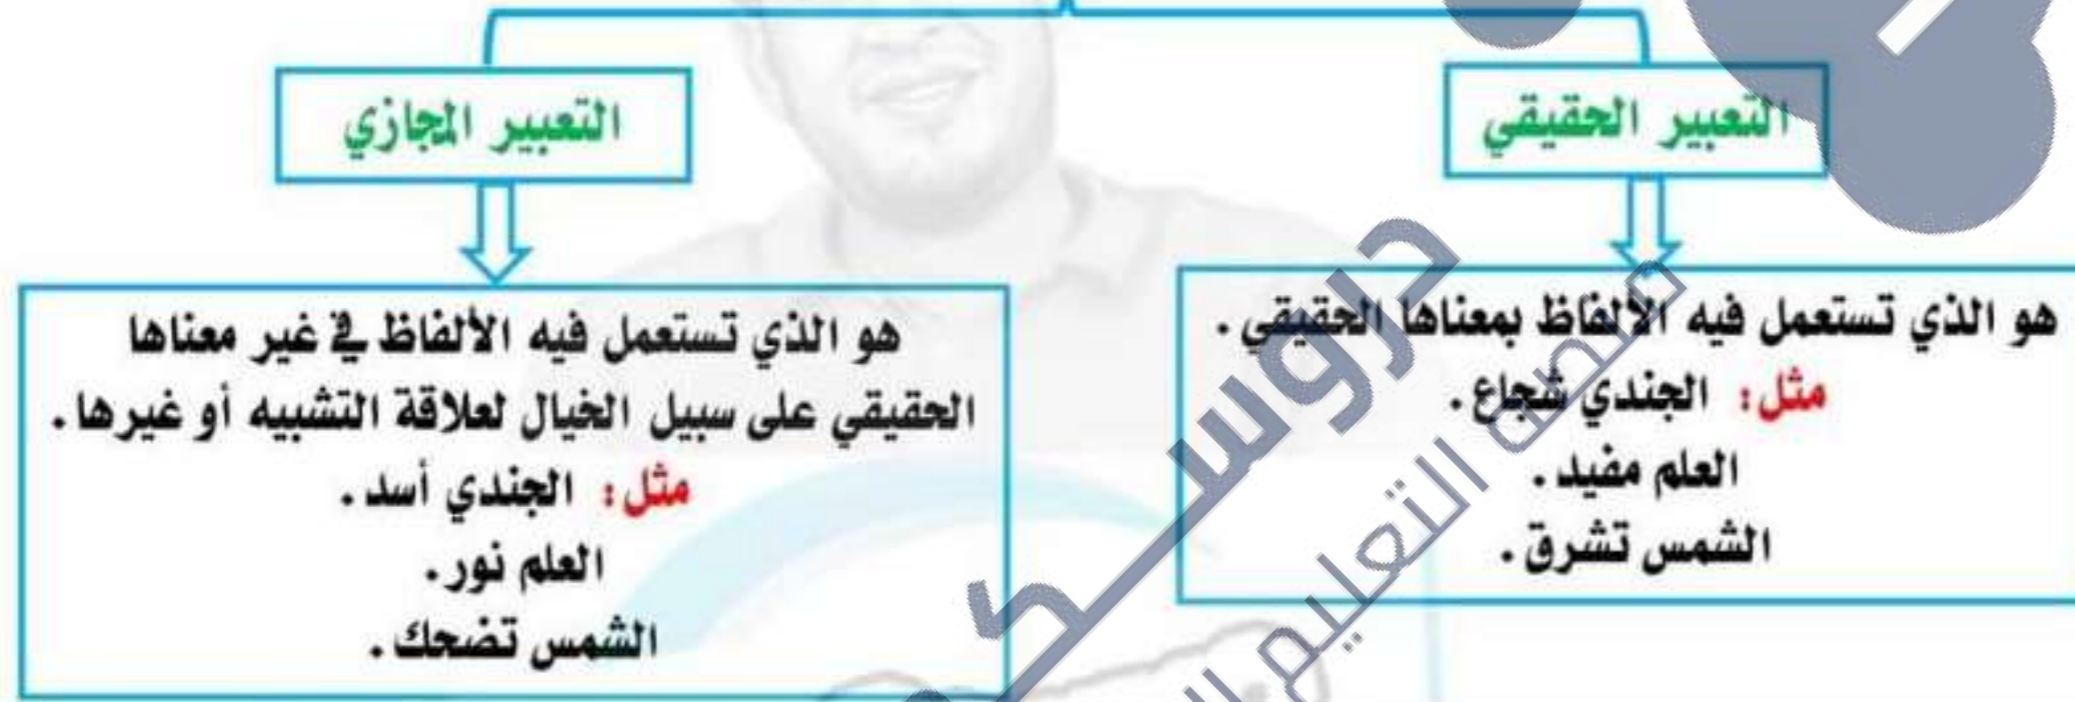 التعبير الحقيقي
هو الذي تستعمل فيه الألفاظ بمعناها الحقيقي .
مثل : الجندي شجاع .
العلم مفيد .
الشمس تشرق .
التعبير المجازي
هو الذي تستعمل فيه الألفاظ في غير معناها
الحقيقي على سبيل الخيال لعلاقة التشبيه أو غيرها .
مثل : الجندي أسد .
العلم نور .
الشمس تضحك .
منصة التعليم